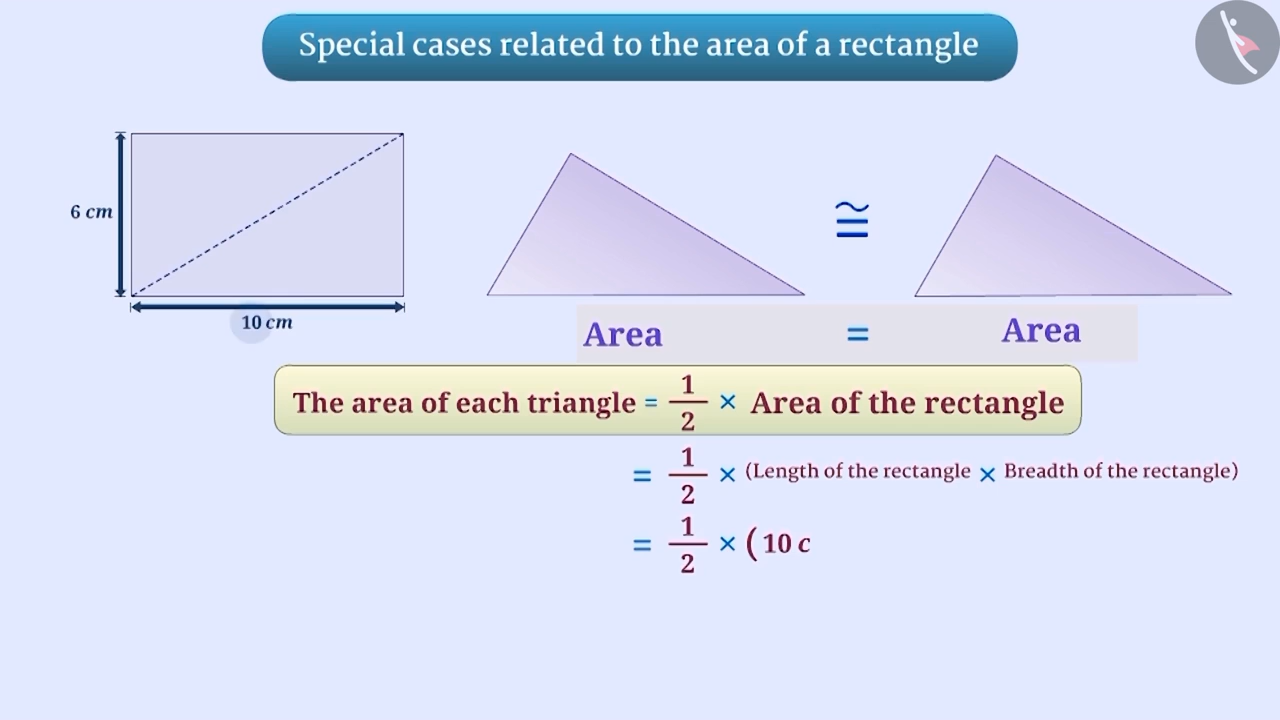 Special cases related to the area of a rectangle
6 cm
10 cm
≅
Area = Area
The area of each triangle = 1/2 × Area of the rectangle
= 1/2 × (Length of the rectangle × Breadth of the rectangle)
= 1/2 × (10 c